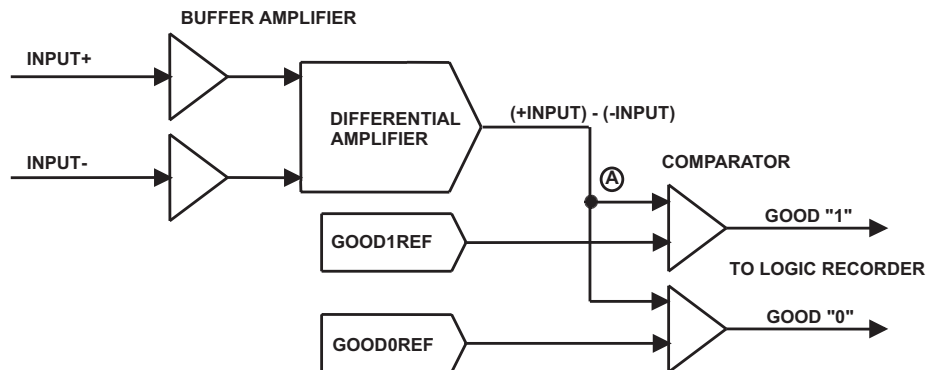 BUFFER AMPLIFIER
INPUT+
DIFFERENTIAL
AMPLIFIER
(+INPUT) - (-INPUT)
INPUT-
COMPARATOR
A
GOOD "1"
GOOD1REF
TO LOGIC RECORDER
GOOD "0"
GOOD0REF